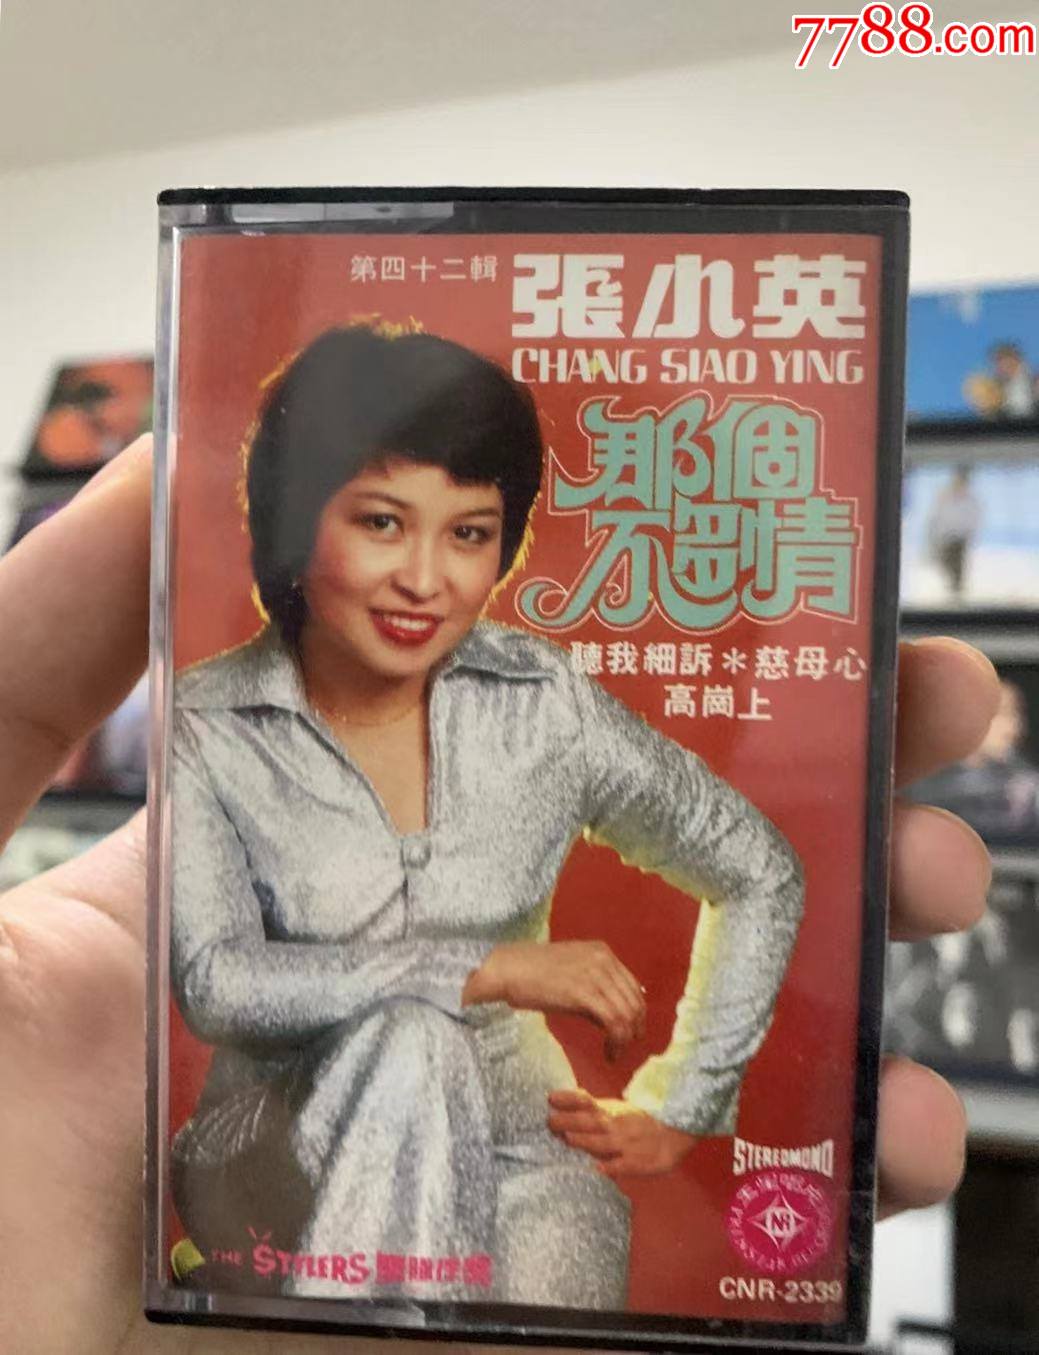 7788.com
第四十二輯
張小英
CHANG SIAO YING
那個
不多情
聽我細訴*慈母心
高崗上
STEREOMONO
NR
THE STYLERS
CNR-2339